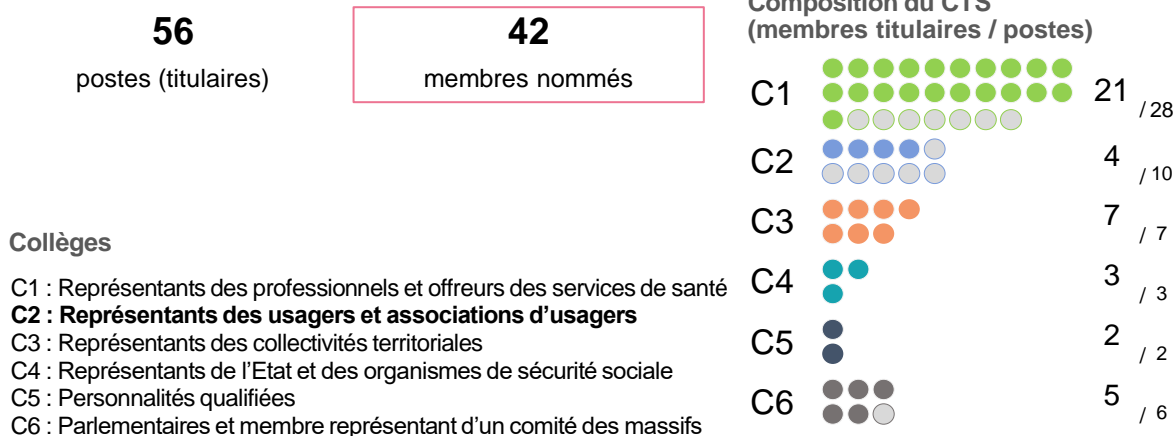 56
postes (titulaires)
42
membres nommés
Composition du CTS
(membres titulaires / postes)
C1 21 / 28
C2 4 / 10
C3 7 / 7
C4 3 / 3
C5 2 / 2
C6 5 / 6
Collèges
C1 : Représentants des professionnels et offreurs des services de santé
C2 : Représentants des usagers et associations d'usagers
C3 : Représentants des collectivités territoriales
C4 : Représentants de l'Etat et des organismes de sécurité sociale
C5 : Personnalités qualifiées
C6 : Parlementaires et membre représentant d'un comité des massifs